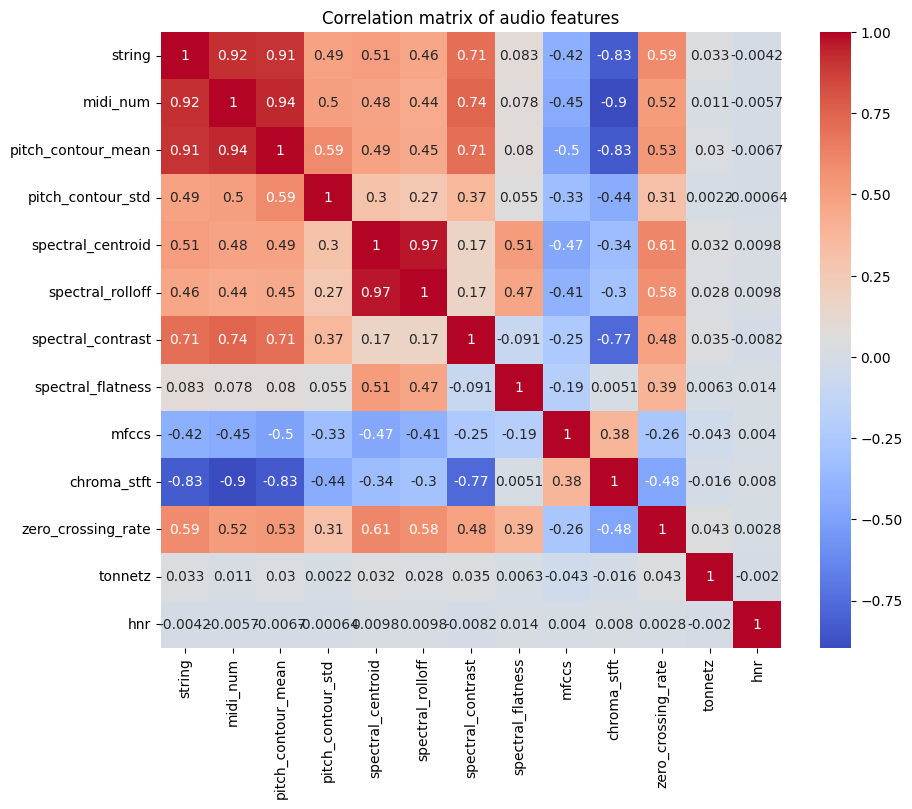 Correlation matrix of audio features
string 1 0.92 0.91 0.49 0.51 0.46 0.71 0.083 -0.42 -0.83 0.59 0.033 -0.0042
midi_num 0.92 1 0.94 0.5 0.48 0.44 0.74 0.078 -0.45 -0.9 0.52 0.011 -0.0057
pitch_contour_mean 0.91 0.94 1 0.59 0.49 0.45 0.71 0.08 -0.5 -0.83 0.53 0.03 -0.0067
pitch_contour_std 0.49 0.5 0.59 1 0.3 0.27 0.37 0.055 -0.33 -0.44 0.31 0.0022 -0.00064
spectral_centroid 0.51 0.48 0.49 0.3 1 0.97 0.17 0.51 -0.47 -0.34 0.61 0.032 0.0098
spectral_rolloff 0.46 0.44 0.45 0.27 0.97 1 0.17 0.47 -0.41 -0.3 0.58 0.028 0.0098
spectral_contrast 0.71 0.74 0.71 0.37 0.17 0.17 1 -0.091 -0.25 -0.77 0.48 0.035 -0.0082
spectral_flatness 0.083 0.078 0.08 0.055 0.51 0.47 -0.091 1 -0.19 0.0051 0.39 0.0063 0.014
mfccs -0.42 -0.45 -0.5 -0.33 -0.47 -0.41 -0.25 -0.19 1 0.38 -0.26 -0.043 0.004
chroma_stft -0.83 -0.9 -0.83 -0.44 -0.34 -0.3 -0.77 0.0051 0.38 1 -0.48 -0.016 0.008
zero_crossing_rate 0.59 0.52 0.53 0.31 0.61 0.58 0.48 0.39 -0.26 -0.48 1 0.043 0.0028
tonnetz 0.033 0.011 0.03 0.0022 0.032 0.028 0.035 0.0063 -0.043 -0.016 0.043 1 -0.002
hnr -0.0042 -0.0057 -0.0067 -0.00064 0.0098 0.0098 -0.0082 0.014 0.004 0.008 0.0028 -0.002 1
string midi_num pitch_contour_mean pitch_contour_std spectral_centroid spectral_rolloff spectral_contrast spectral_flatness mfccs chroma_stft zero_crossing_rate tonnetz hnr
1.00
0.75
0.50
0.25
0.00
-0.25
-0.50
-0.75